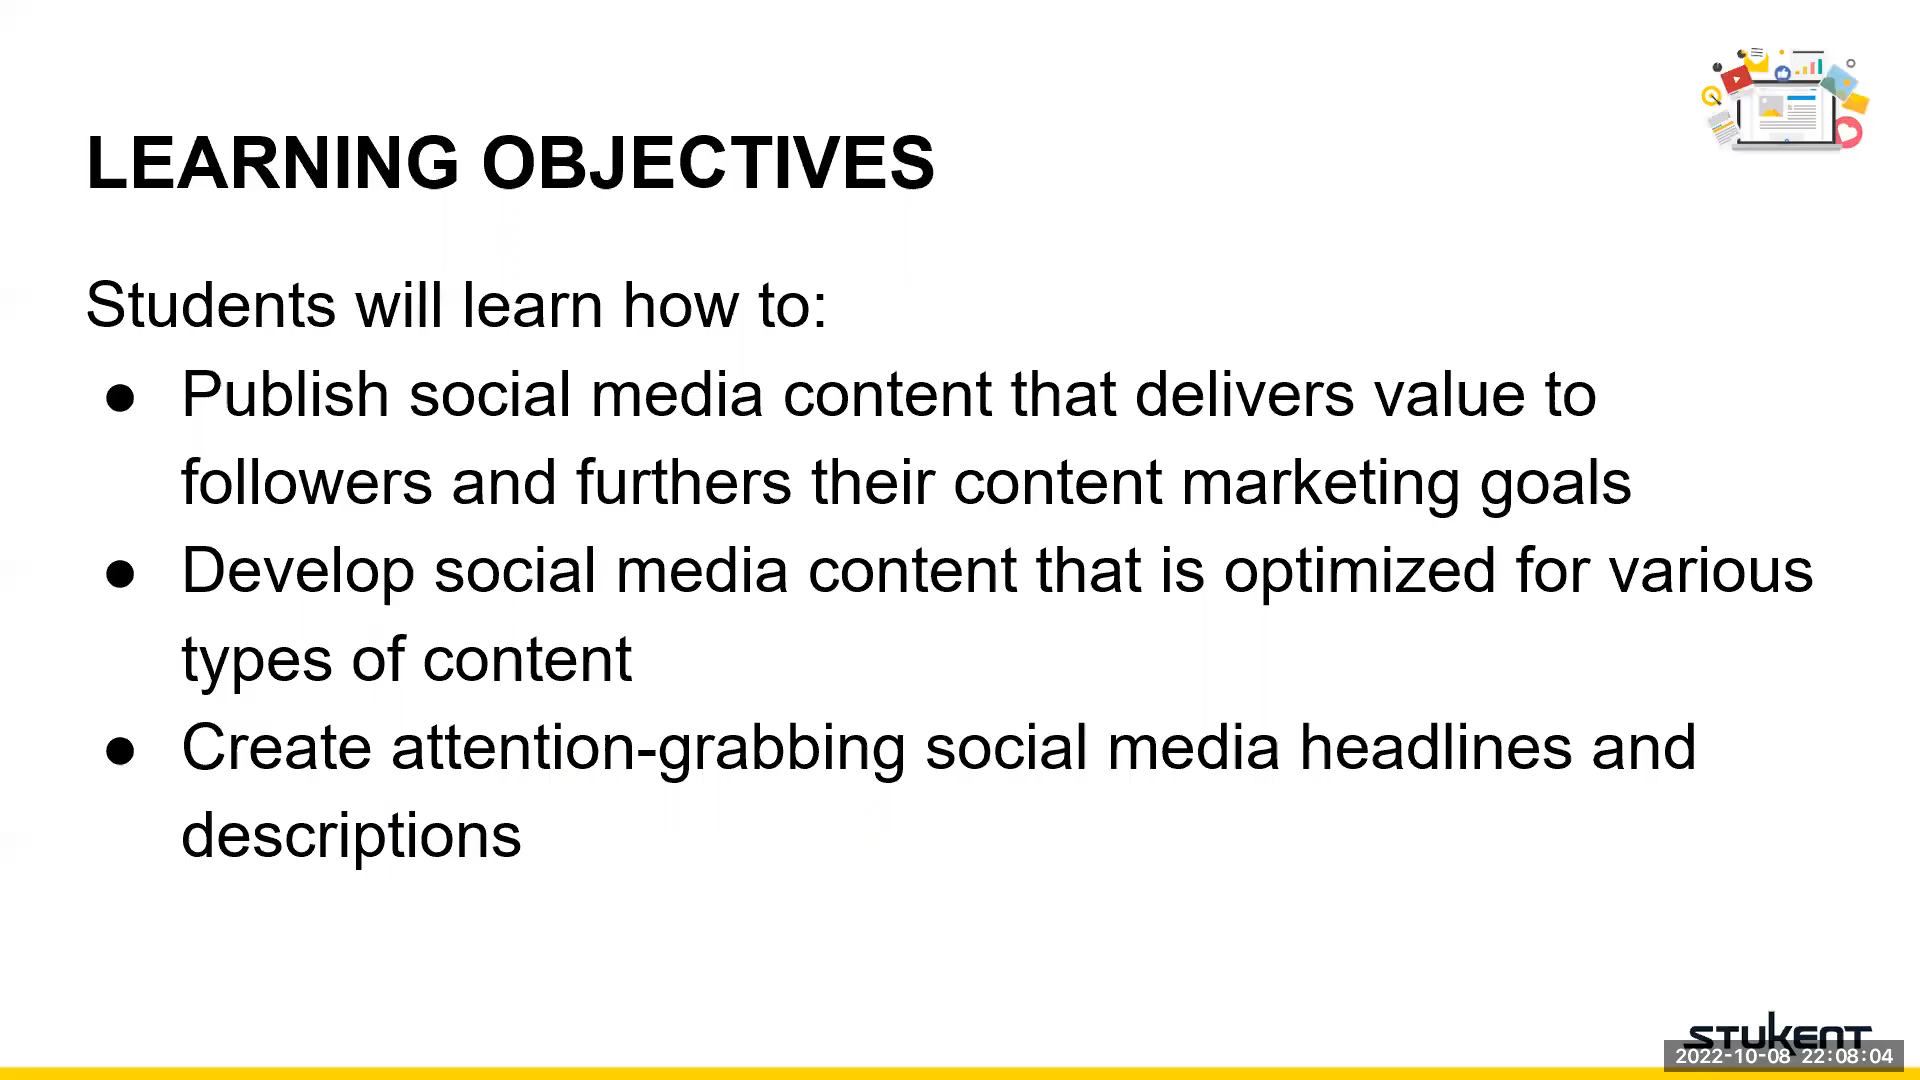 LEARNING OBJECTIVES
Students will learn how to:
● Publish social media content that delivers value to
followers and furthers their content marketing goals
● Develop social media content that is optimized for various
types of content
● Create attention-grabbing social media headlines and
descriptions
STUKENT
2022-10-08 22:08:04